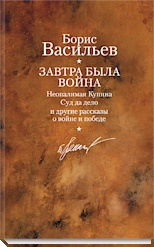 Борис
Васильев
ЗАВТРА БЫЛА
ВОЙНА
Неопалимая Купина
Суд да дело
и другие рассказы
о войне и победе